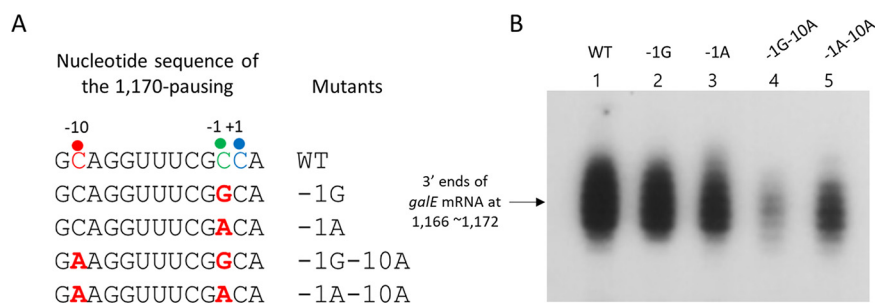 A
Nucleotide sequence of
the 1,170-pausing
Mutants
-10
-1 +1
GCAGGUUUCGCCA WT
GCAGGUUUCGGCA -1G
GCAGGUUUCGACA -1A
GAAGGUUUCGGCA -1G-10A
GAAGGUUUCGACA -1A-10A
B
WT -1G -1A -1G-10A -1A-10A
1 2 3 4 5
3′ ends of
galE mRNA at
1,166 ~1,172